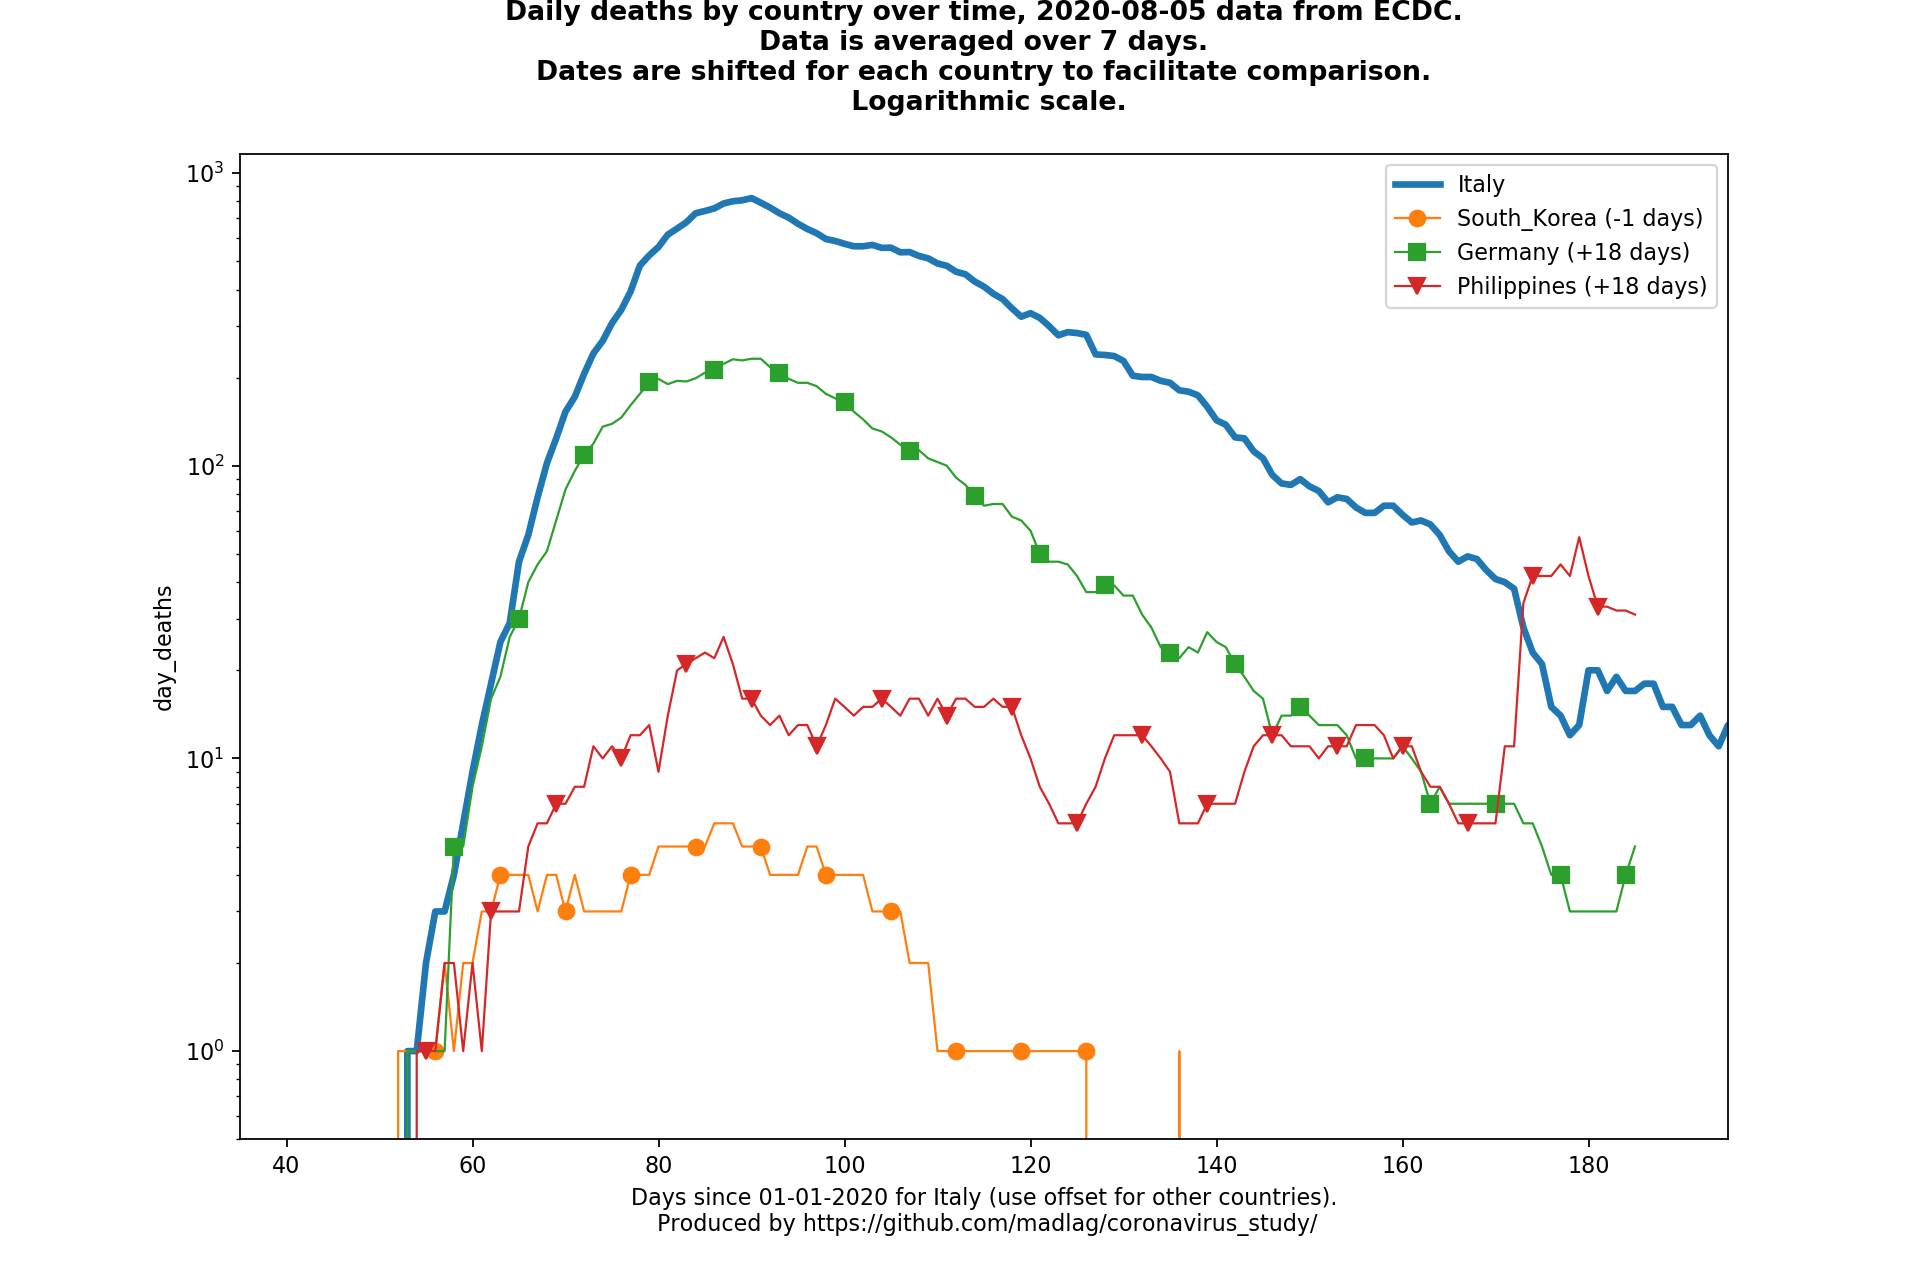 Daily deaths by country over time, 2020-08-05 data from ECDC.
Data is averaged over 7 days.
Dates are shifted for each country to facilitate comparison.
Logarithmic scale.
10³
10²
10¹
10⁰
day_deaths
Italy
South_Korea (-1 days)
Germany (+18 days)
Philippines (+18 days)
40 60 80 100 120 140 160 180
Days since 01-01-2020 for Italy (use offset for other countries).
Produced by https://github.com/madlag/coronavirus_study/